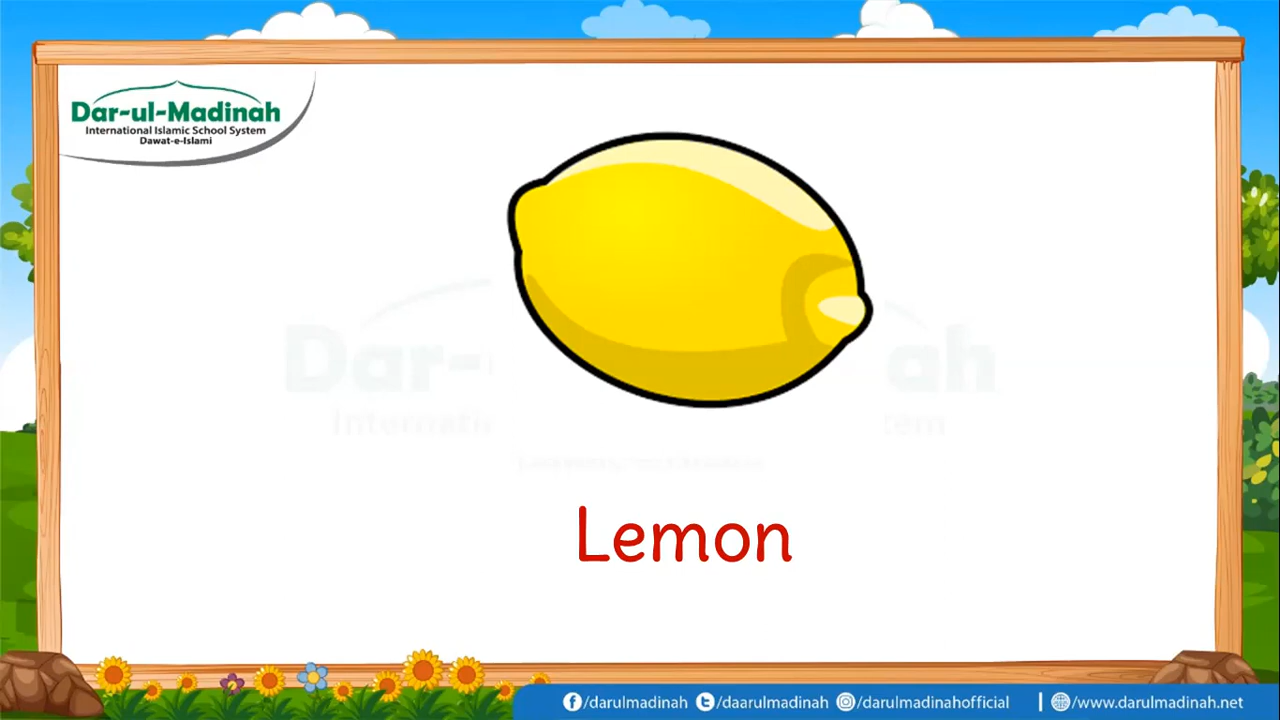 Dar-ul-Madinah
International Islamic School System
Dawat-e-Islami
Lemon
/darulmadinah
/daarulmadinah
/darulmadinahofficial
|
/www.darulmadinah.net